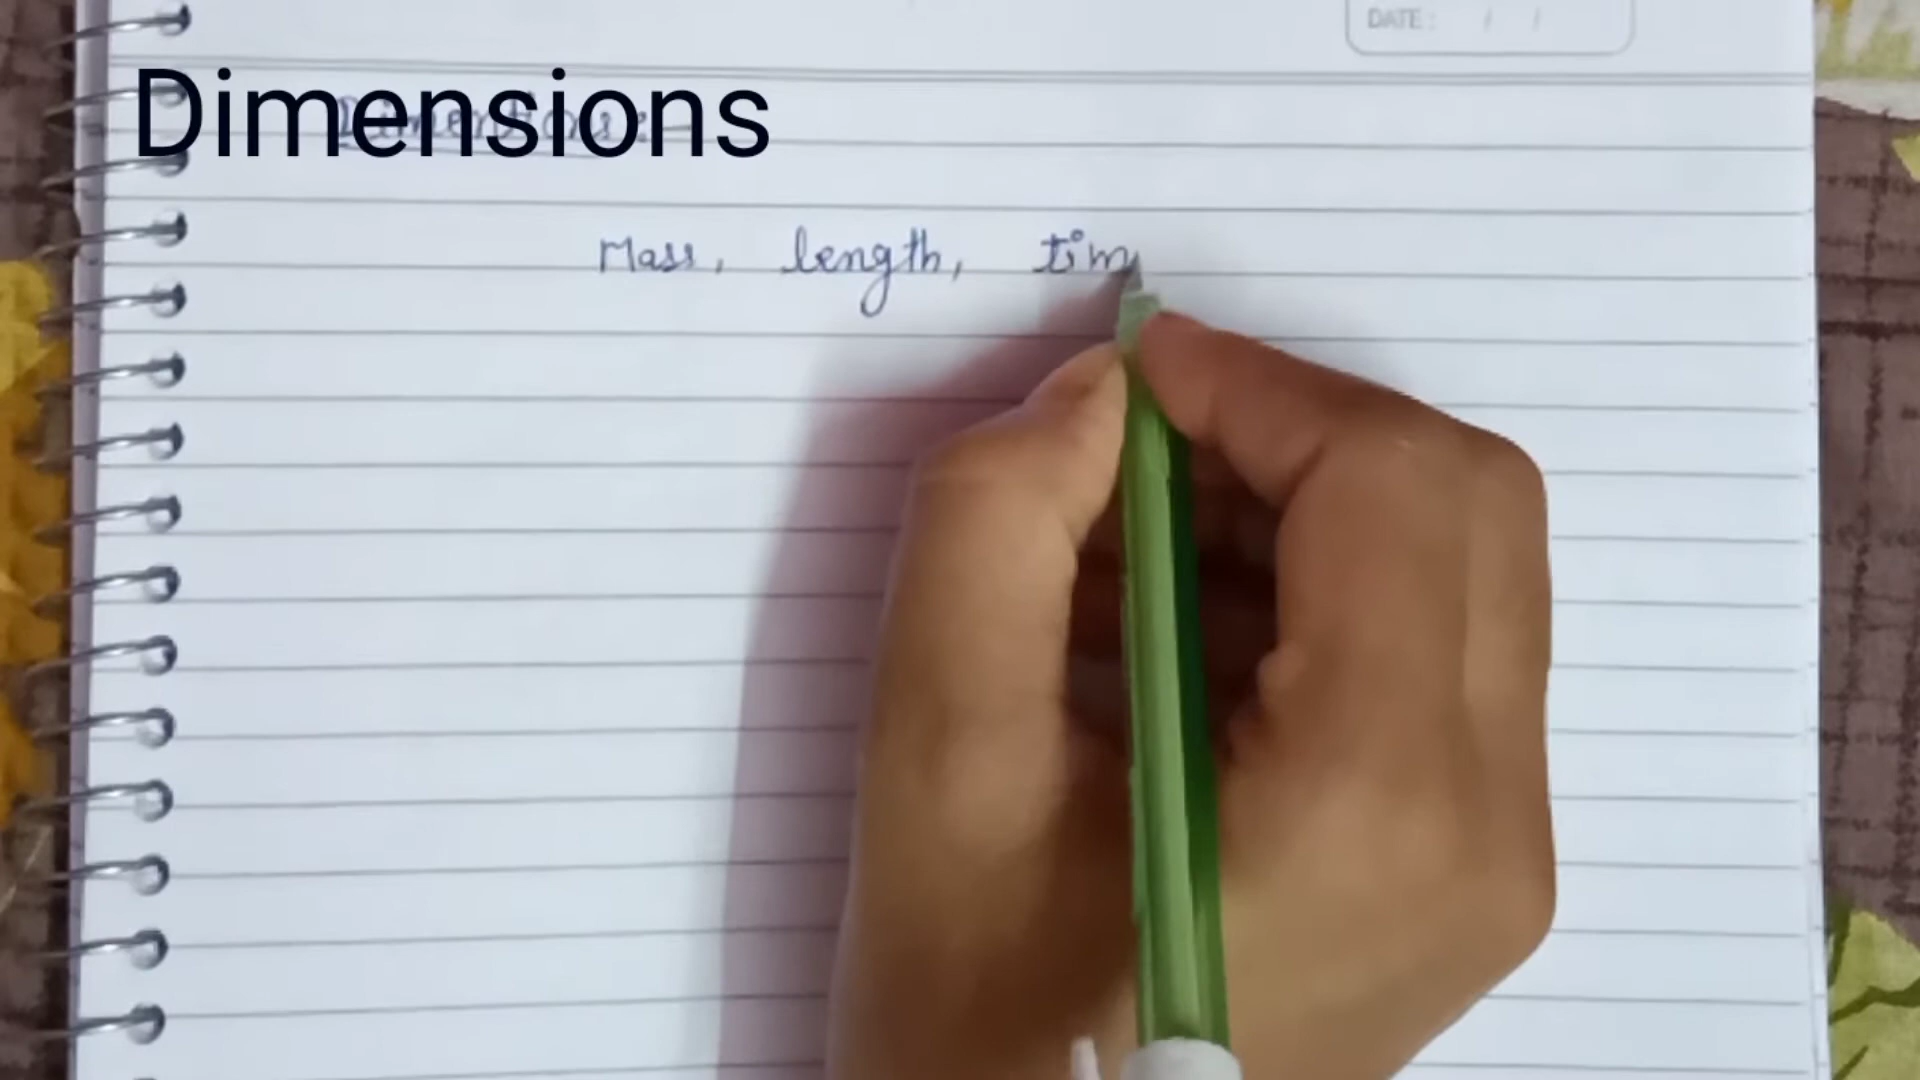 DATE: / /
Dimensions
Mass, length, tim